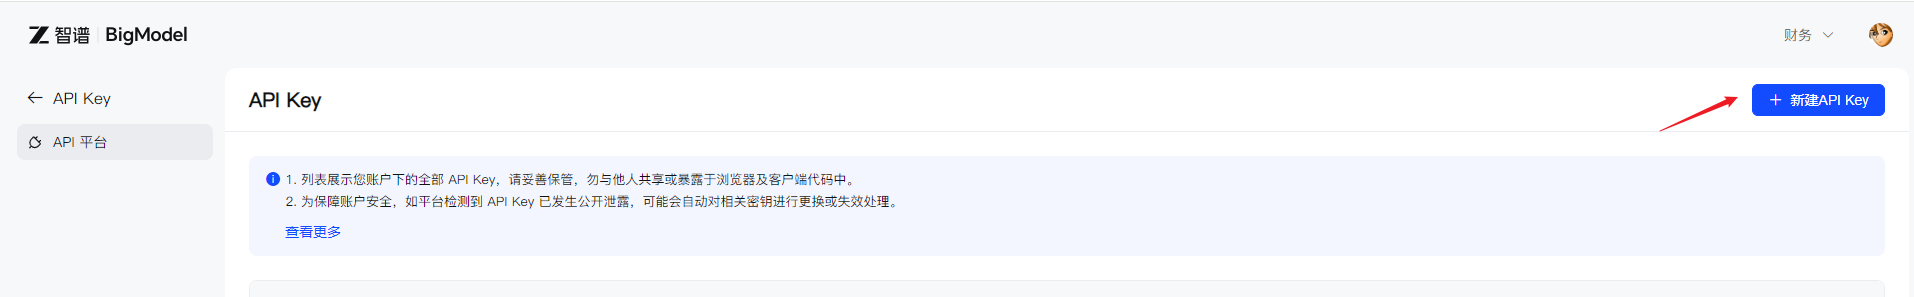 智谱 | BigModel
财务
API Key
API 平台
API Key
+ 新建API Key
1. 列表展示您账户下的全部 API Key，请妥善保管，勿与他人共享或暴露于浏览器及客户端代码中。
2. 为保障账户安全，如平台检测到 API Key 已发生公开泄露，可能会自动对相关密钥进行更换或失效处理。
查看更多